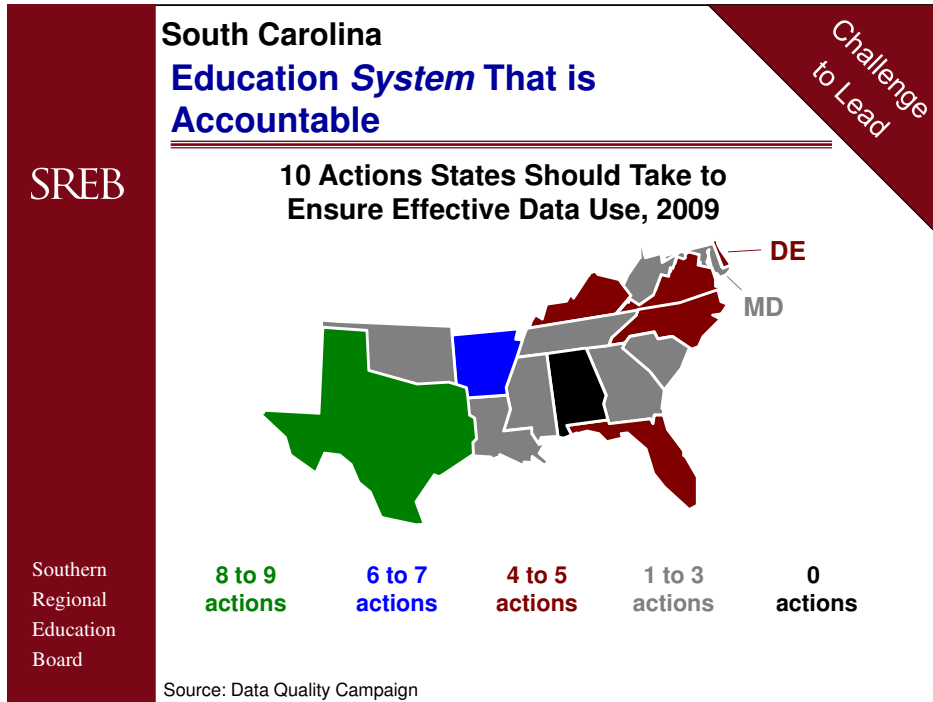 South Carolina
Education System That is
Accountable
Challenge
to Lead
SREB
10 Actions States Should Take to
Ensure Effective Data Use, 2009
DE
MD
8 to 9
actions
6 to 7
actions
4 to 5
actions
1 to 3
actions
0
actions
Southern
Regional
Education
Board
Source: Data Quality Campaign